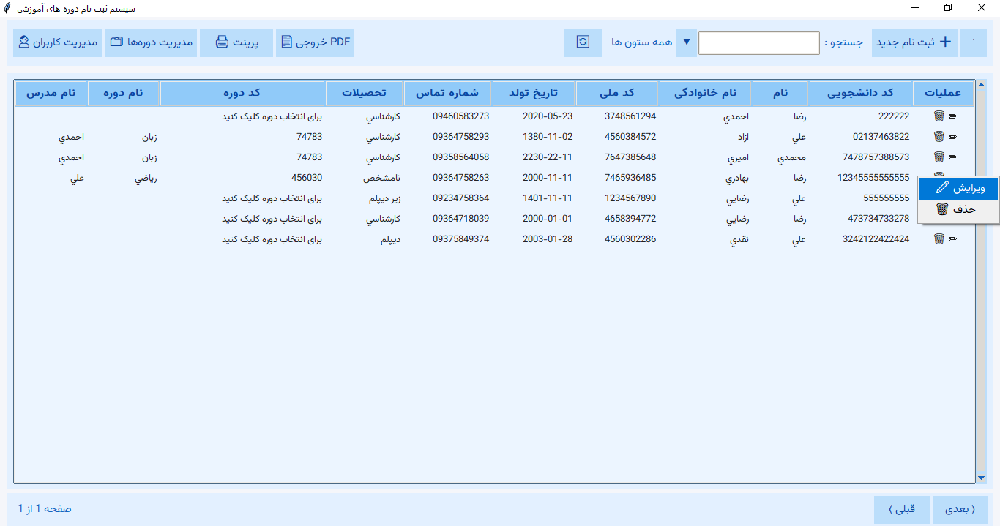 سیستم ثبت نام دوره های آموزشی
⋮ ثبت نام جدید جستجو : ▼ همه ستون ها خروجی PDF پرینت مدیریت دوره‌ها مدیریت کاربران
عملیات کد دانشجویی نام نام خانوادگی کد ملی تاریخ تولد شماره تماس تحصیلات کد دوره نام دوره نام مدرس
222222 رضا احمدي 3748561294 2020-05-23 09460583273 کارشناسي برای انتخاب دوره کلیک کنید
02137463822 علي ازاد 4560384572 1380-11-02 09364758293 کارشناسي 74783 زبان احمدي
7478757388573 محمدي اميري 7647385648 2230-22-11 09358564058 کارشناسي 74783 زبان احمدي
12345555555555 رضا بهادري 7465936485 2000-11-11 09364758263 نامشخص 456030 رياضي علي
ویرایش
555555555 علي رضايي 1234567890 1401-11-11 09234758364 زیر دیپلم برای انتخاب دوره کلیک کنید
حذف
473734733278 رضا رضايي 4658394772 2000-01-01 09364718039 کارشناسي برای انتخاب دوره کلیک کنید
3242122422424 علي نقدي 4560302286 2003-01-28 09375849374 دیپلم برای انتخاب دوره کلیک کنید
⟨ بعدی قبلی ⟩ صفحه 1 از 1